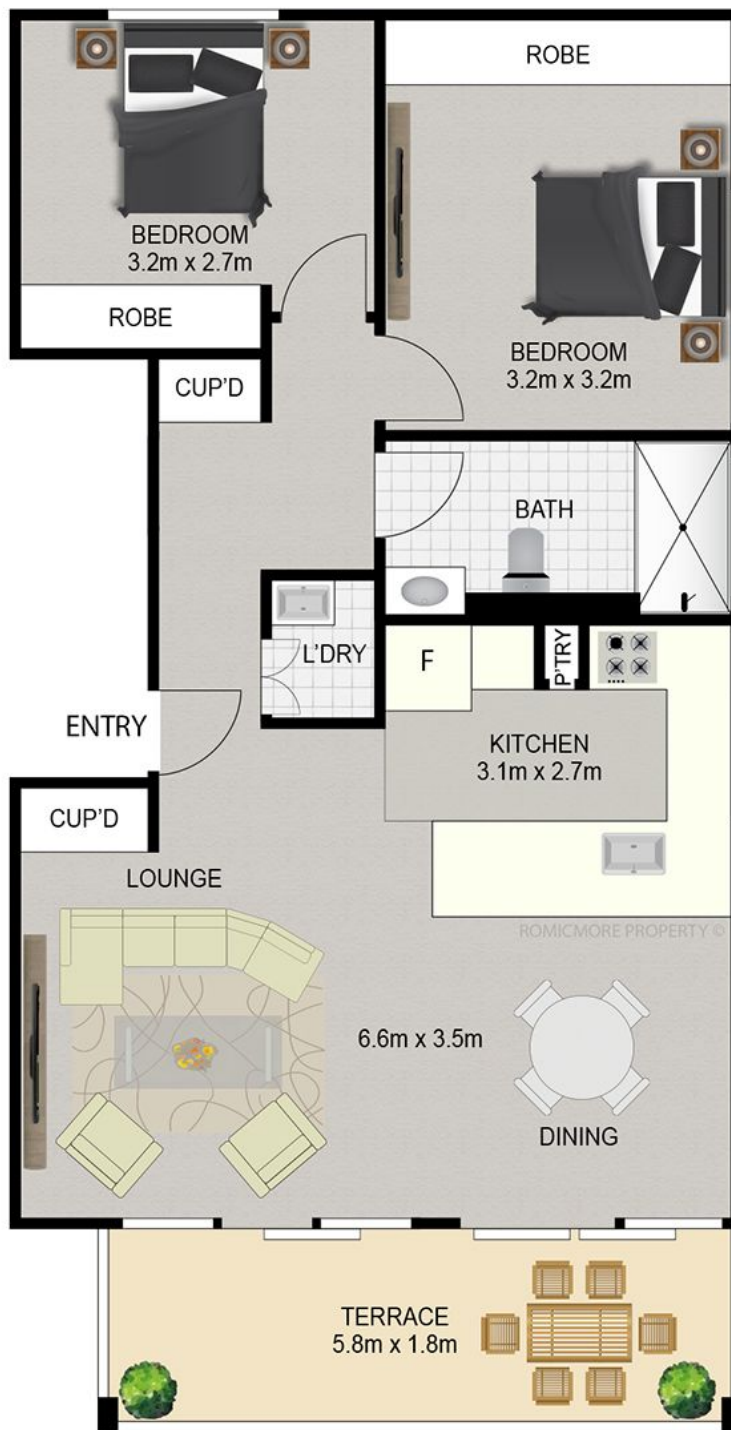 ROBE
BEDROOM
3.2m x 2.7m
ROBE
BEDROOM
3.2m x 3.2m
CUP'D
BATH
L'DRY
F
P'TRY
ENTRY
KITCHEN
3.1m x 2.7m
CUP'D
LOUNGE
ROMICMORE PROPERTY ©
6.6m x 3.5m
DINING
TERRACE
5.8m x 1.8m